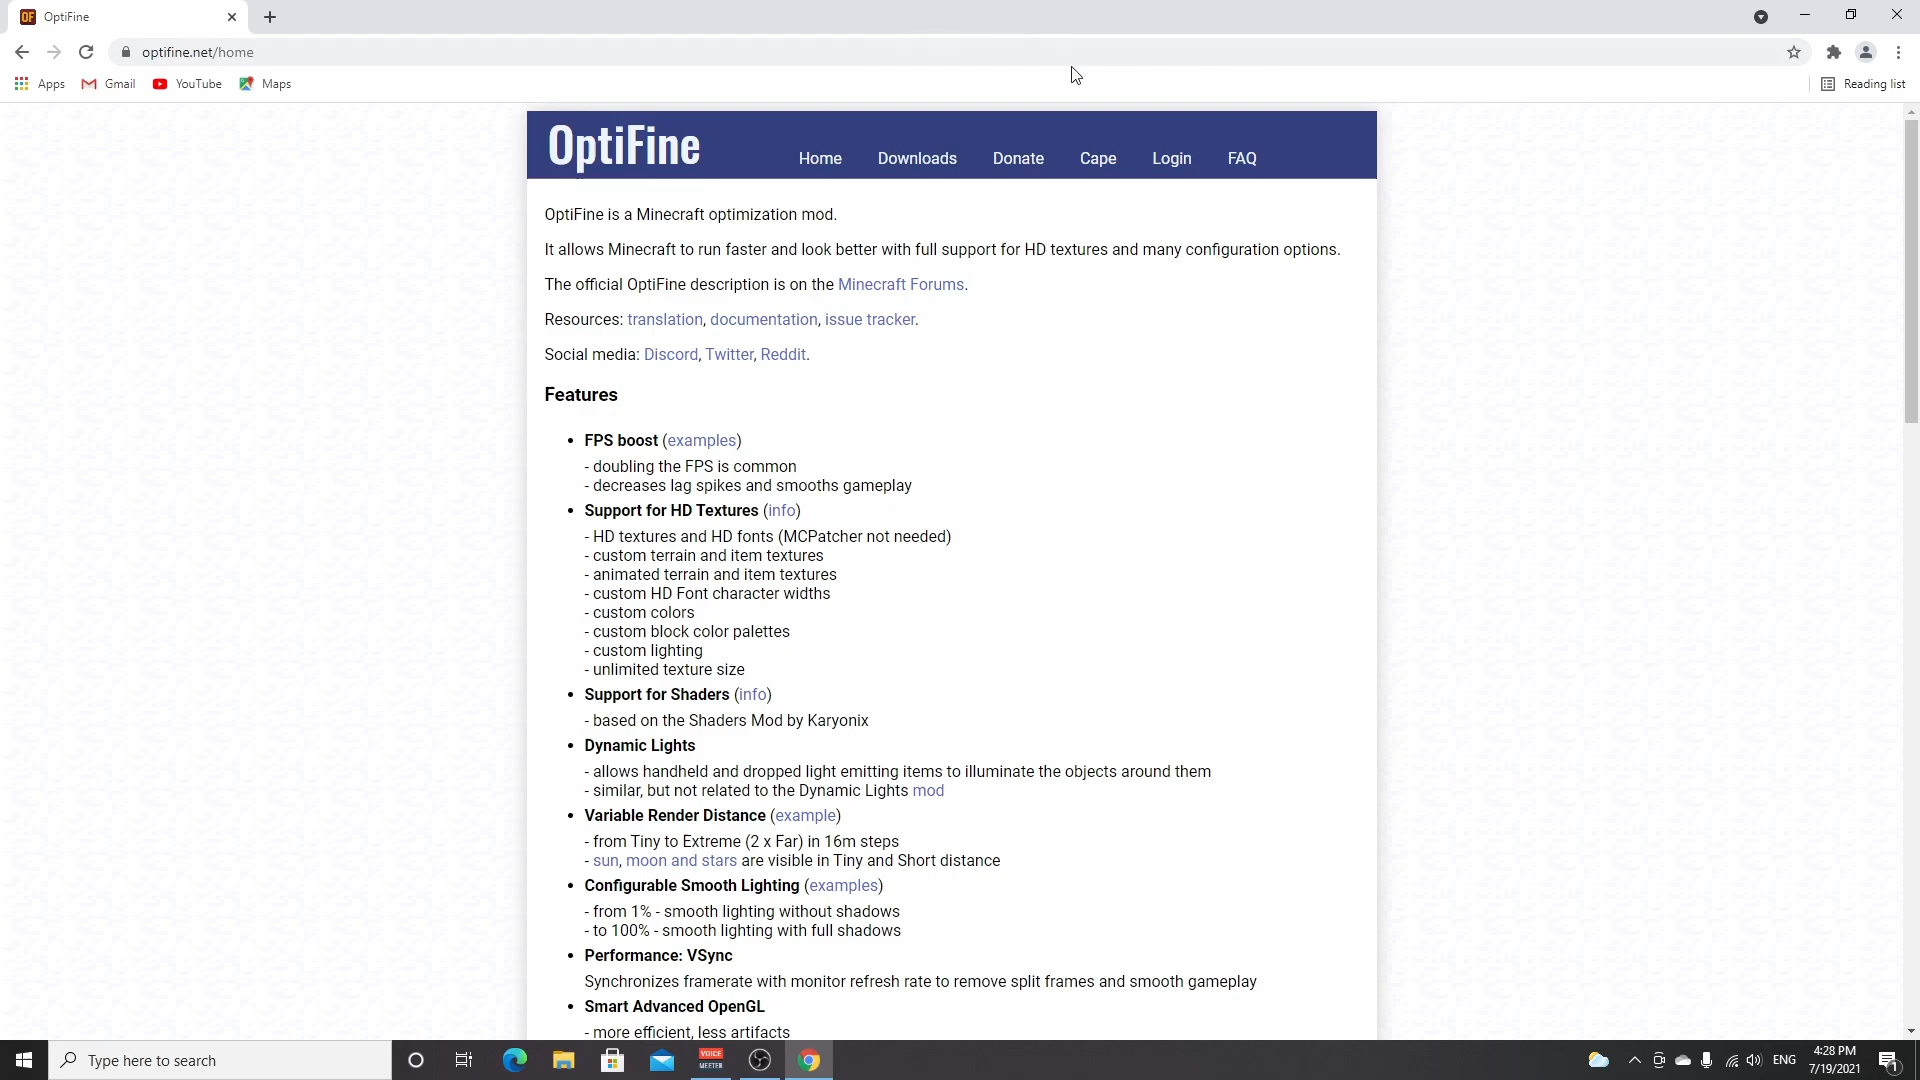 OptiFine
optifine.net/home
Apps Gmail YouTube Maps Reading list
OptiFine Home Downloads Donate Cape Login FAQ
OptiFine is a Minecraft optimization mod.
It allows Minecraft to run faster and look better with full support for HD textures and many configuration options.
The official OptiFine description is on the Minecraft Forums.
Resources: translation, documentation, issue tracker.
Social media: Discord, Twitter, Reddit.
Features
• FPS boost (examples)
- doubling the FPS is common
- decreases lag spikes and smooths gameplay
• Support for HD Textures (info)
- HD textures and HD fonts (MCPatcher not needed)
- custom terrain and item textures
- animated terrain and item textures
- custom HD Font character widths
- custom colors
- custom block color palettes
- custom lighting
- unlimited texture size
• Support for Shaders (info)
- based on the Shaders Mod by Karyonix
• Dynamic Lights
- allows handheld and dropped light emitting items to illuminate the objects around them
- similar, but not related to the Dynamic Lights mod
• Variable Render Distance (example)
- from Tiny to Extreme (2 x Far) in 16m steps
- sun, moon and stars are visible in Tiny and Short distance
• Configurable Smooth Lighting (examples)
- from 1% - smooth lighting without shadows
- to 100% - smooth lighting with full shadows
• Performance: VSync
Synchronizes framerate with monitor refresh rate to remove split frames and smooth gameplay
• Smart Advanced OpenGL
- more efficient, less artifacts
Type here to search
VOICE
MEETER
ENG
4:28 PM
7/19/2021
1